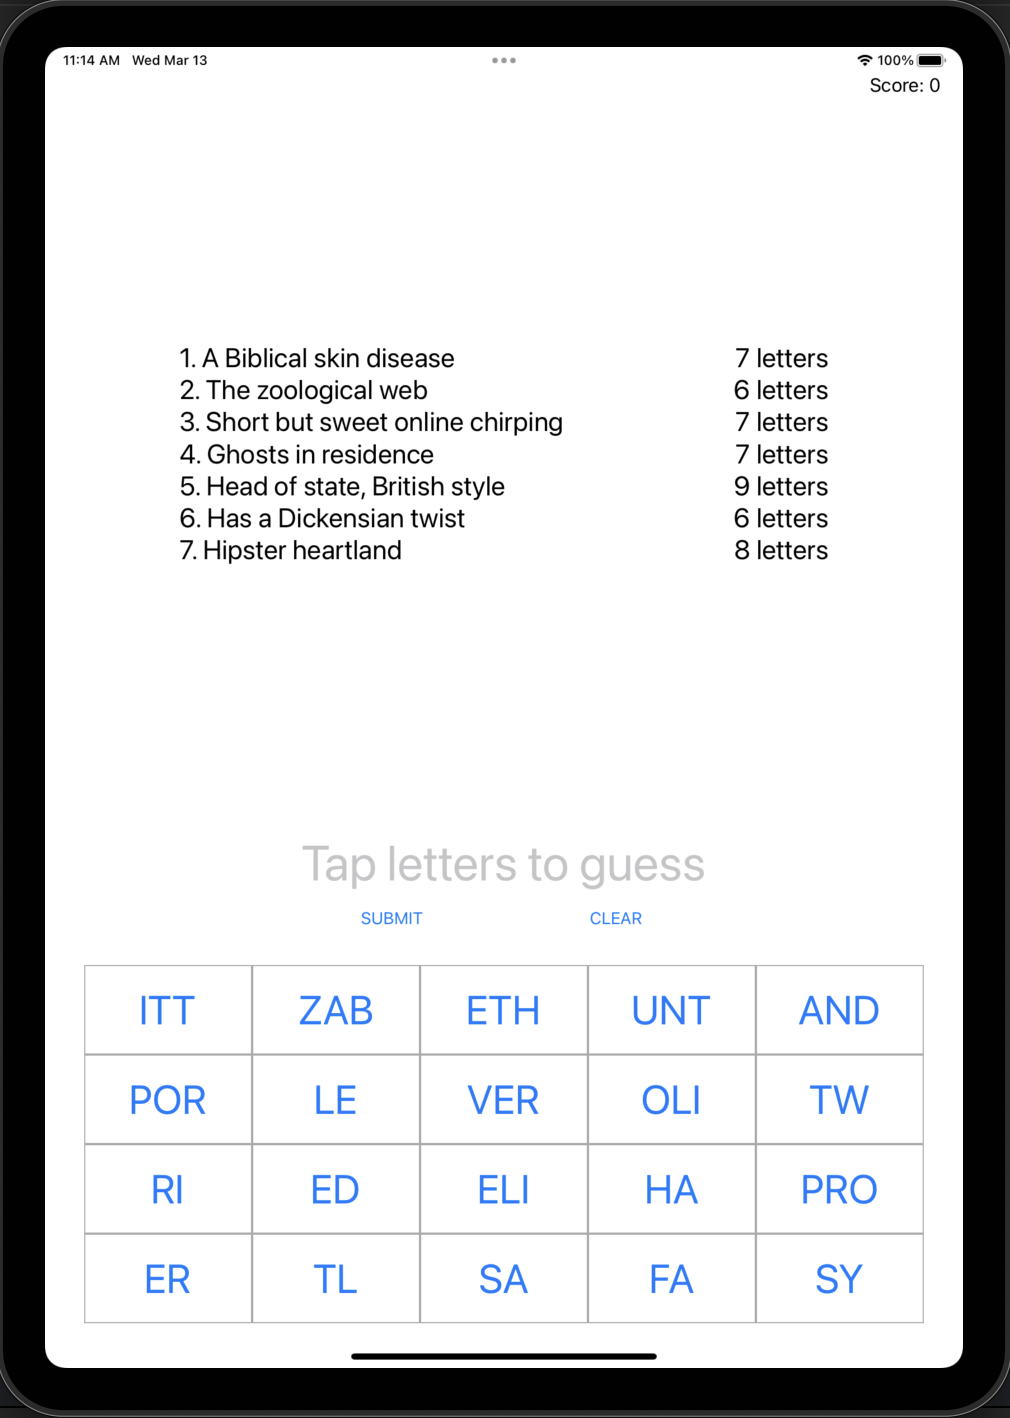 11:14 AM Wed Mar 13
100%
Score: 0
1. A Biblical skin disease 7 letters
2. The zoological web 6 letters
3. Short but sweet online chirping 7 letters
4. Ghosts in residence 7 letters
5. Head of state, British style 9 letters
6. Has a Dickensian twist 6 letters
7. Hipster heartland 8 letters
Tap letters to guess
SUBMIT CLEAR
ITT ZAB ETH UNT AND
POR LE VER OLI TW
RI ED ELI HA PRO
ER TL SA FA SY